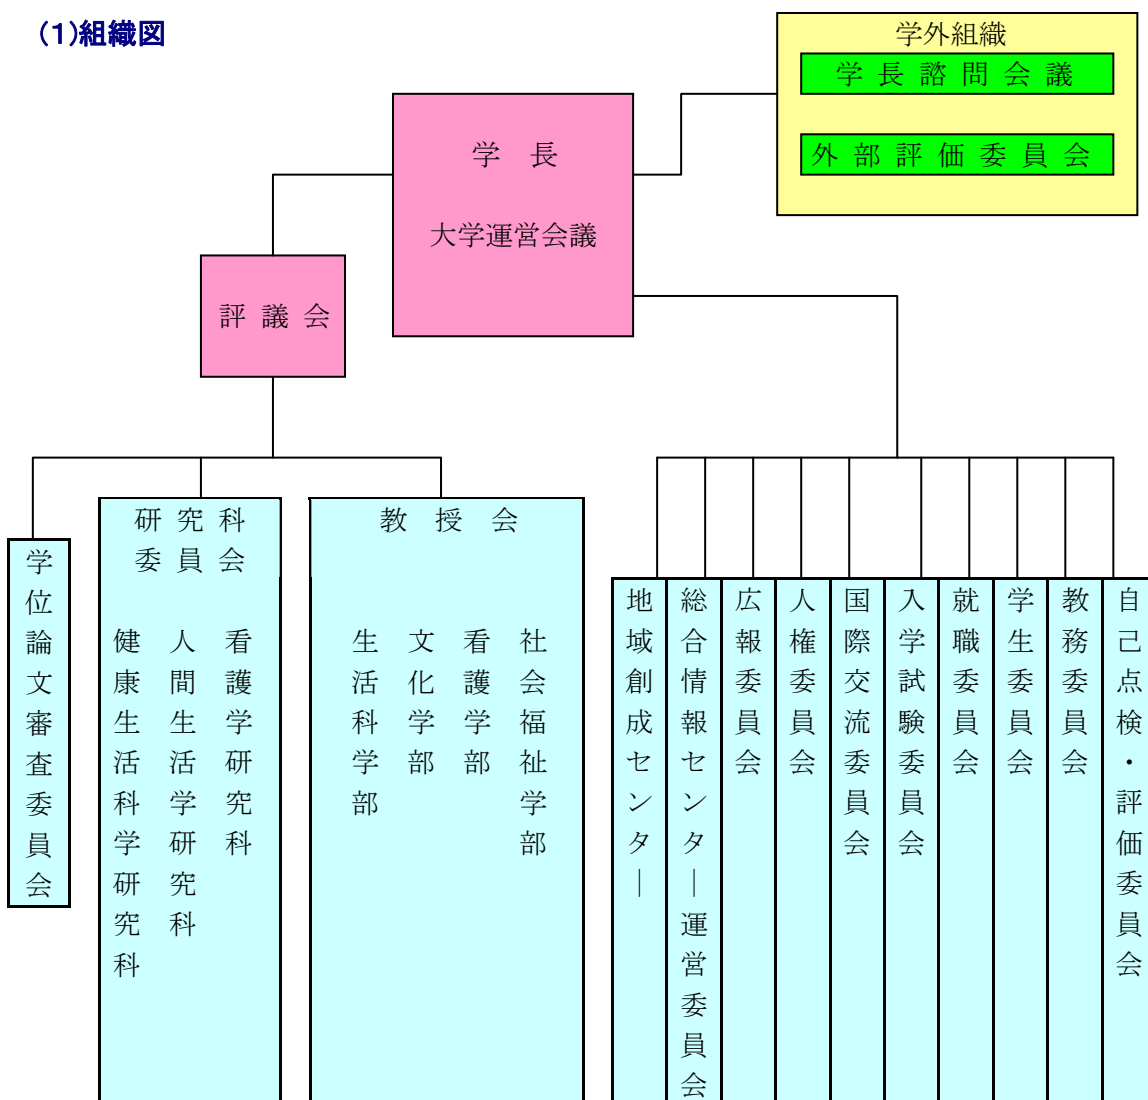 (1)組織図
学外組織
学長諮問会議
外部評価委員会
学長
大学運営会議
評議会
学位論文審査委員会
研究科
委員会
看護学研究科
人間生活学研究科
健康生活科学研究科
教授会
社会福祉学部
看護学部
文化学部
生活科学部
地域創成センター
総合情報センター運営委員会
広報委員会
人権委員会
国際交流委員会
入学試験委員会
就職委員会
学生委員会
教務委員会
自己点検・評価委員会